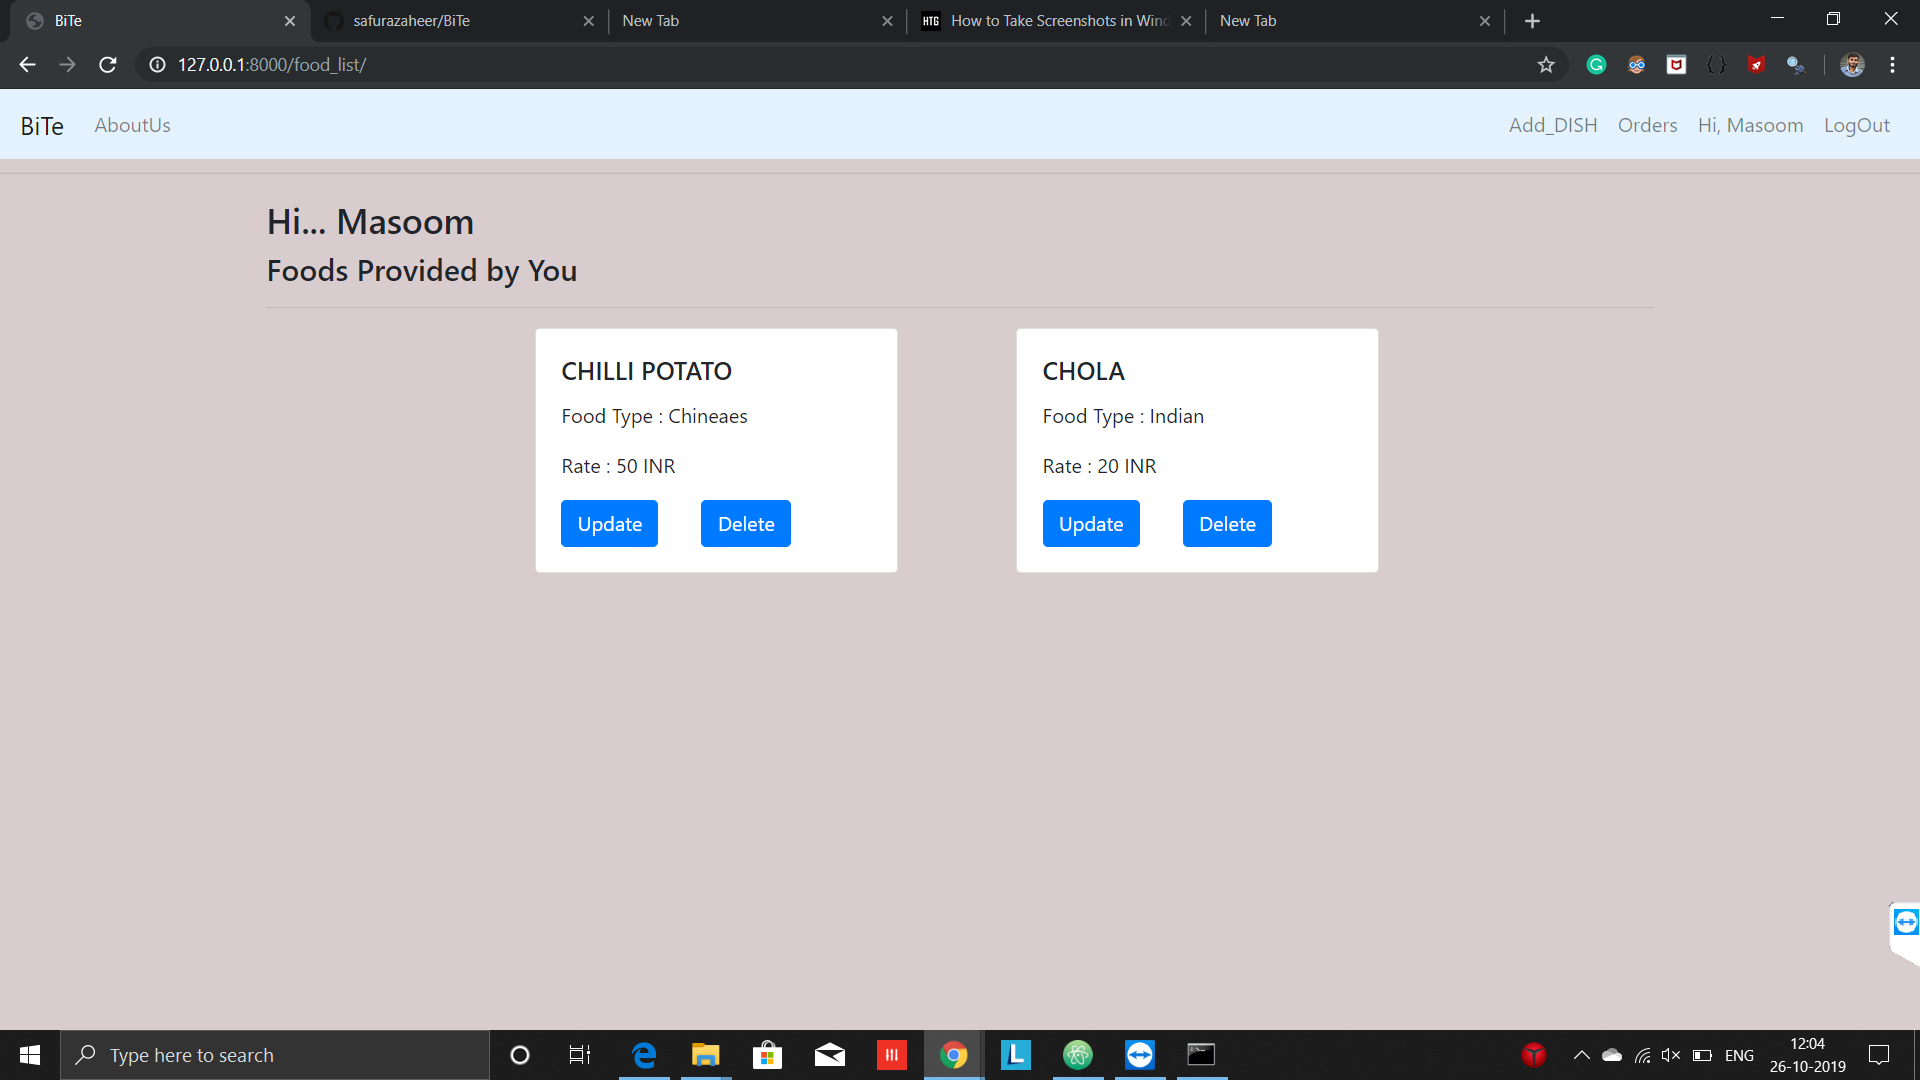 BiTe
safurazaheer/BiTe
New Tab
HTG How to Take Screenshots in Wind
New Tab
127.0.0.1:8000/food_list/
BiTe AboutUs Add_DISH Orders Hi, Masoom LogOut
Hi... Masoom
Foods Provided by You
CHILLI POTATO
Food Type : Chineaes
Rate : 50 INR
Update Delete
CHOLA
Food Type : Indian
Rate : 20 INR
Update Delete
Type here to search
L
ENG
12:04
26-10-2019